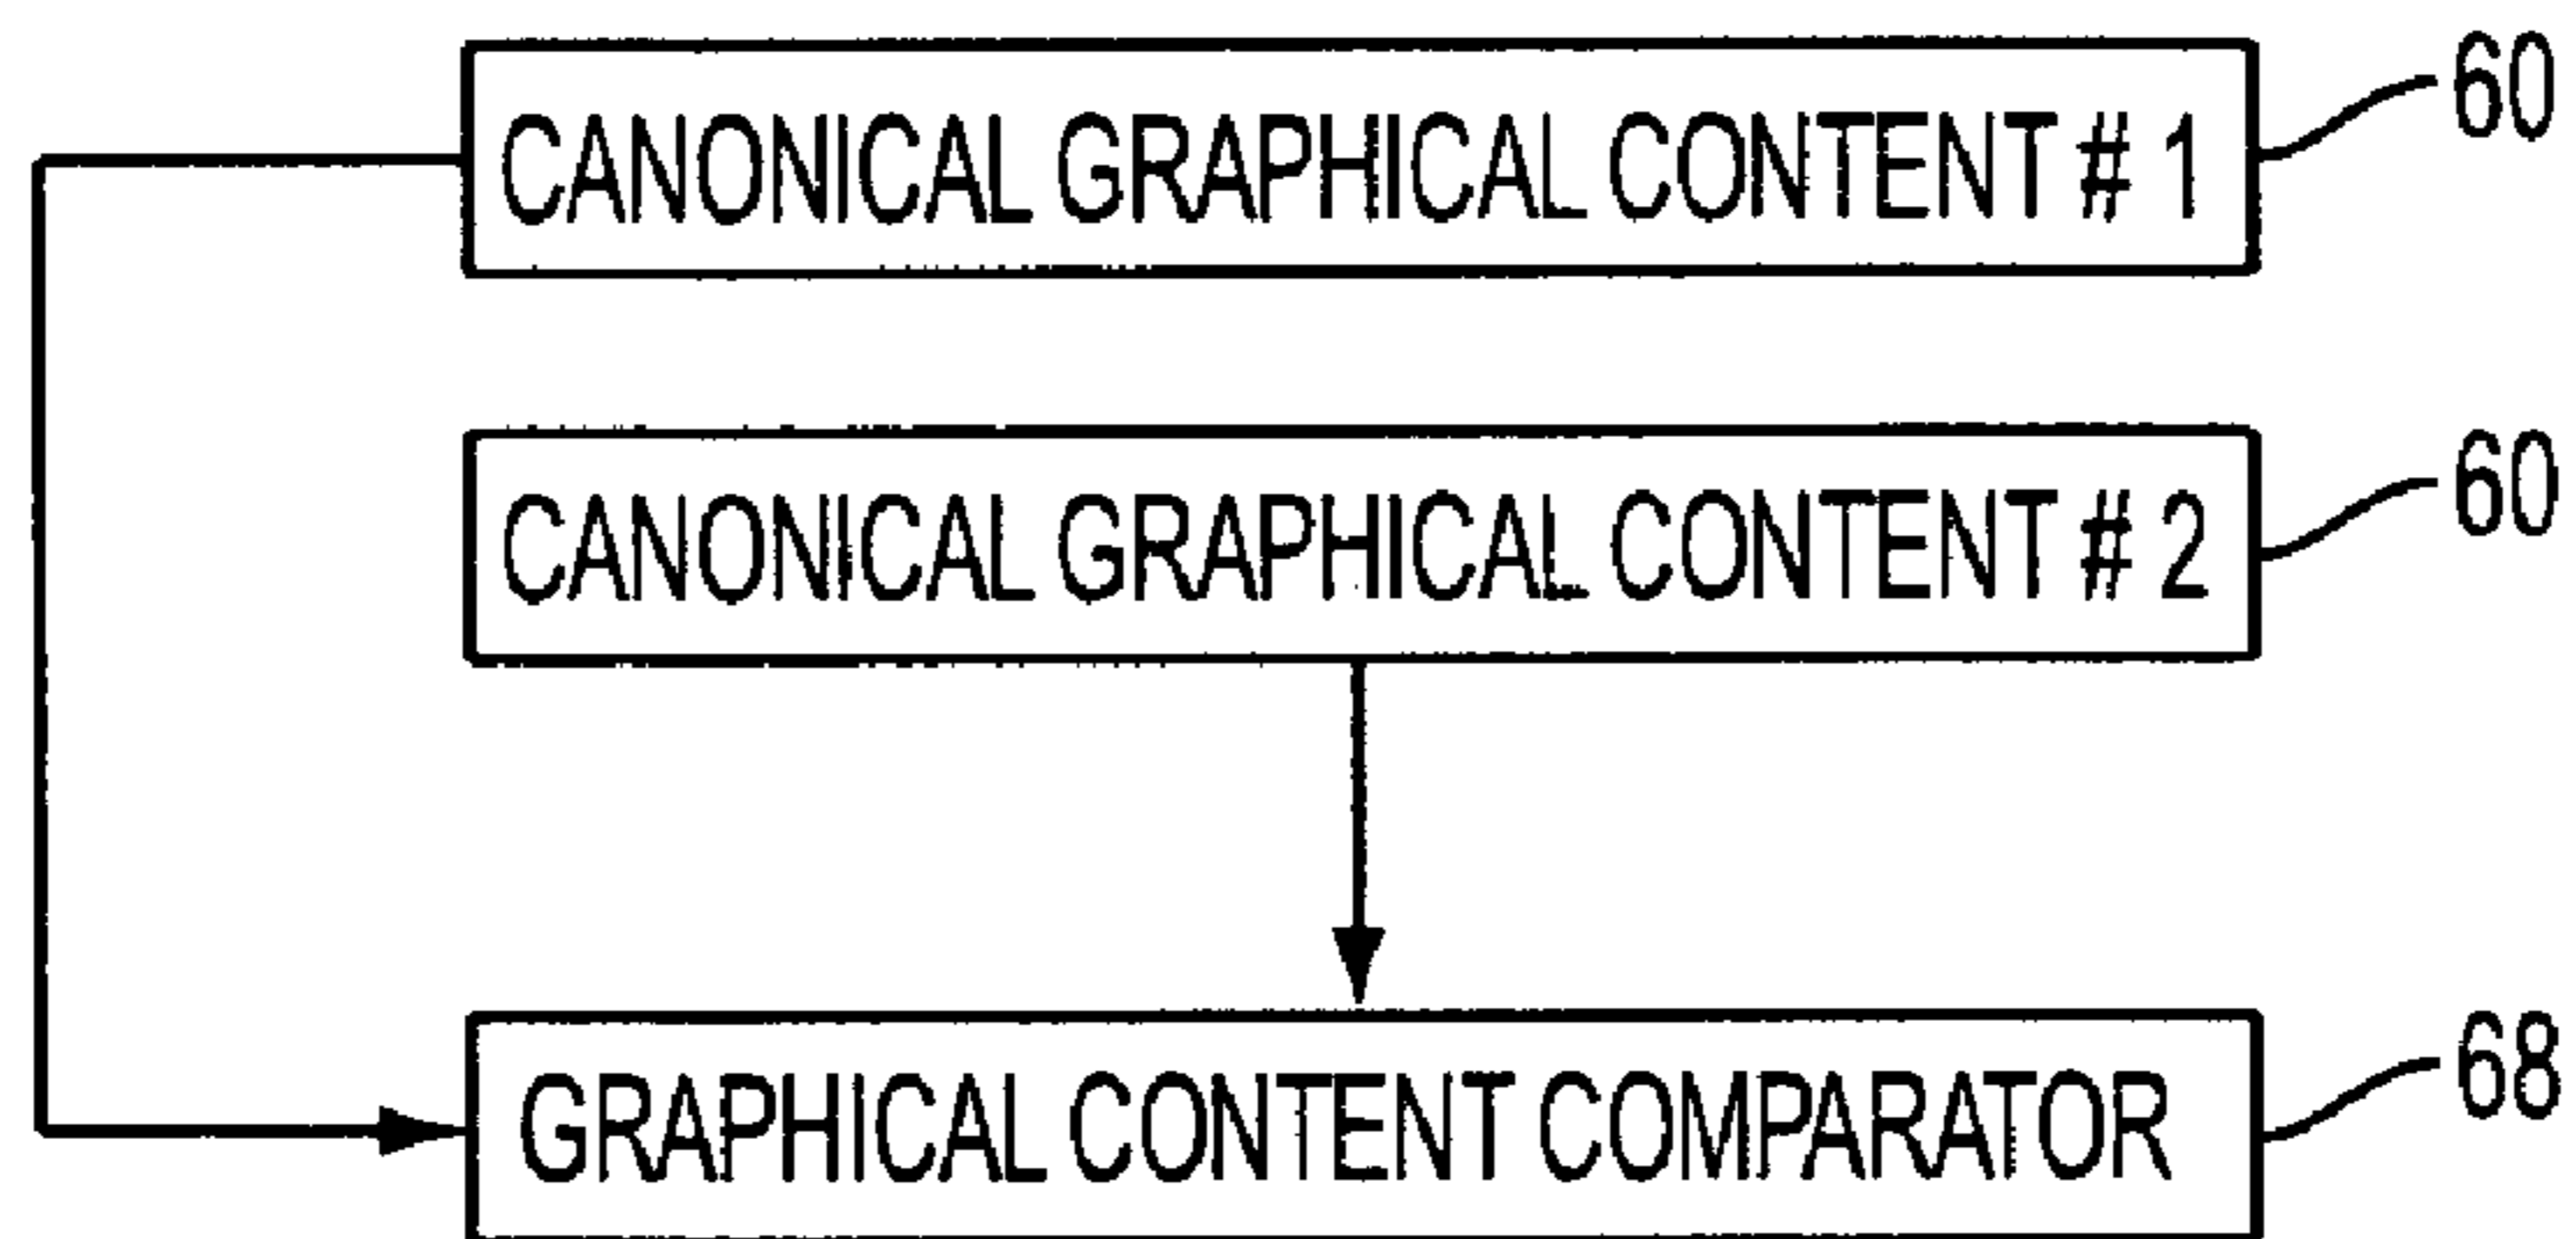 CANONICAL GRAPHICAL CONTENT # 1
60
CANONICAL GRAPHICAL CONTENT # 2
60
GRAPHICAL CONTENT COMPARATOR
68